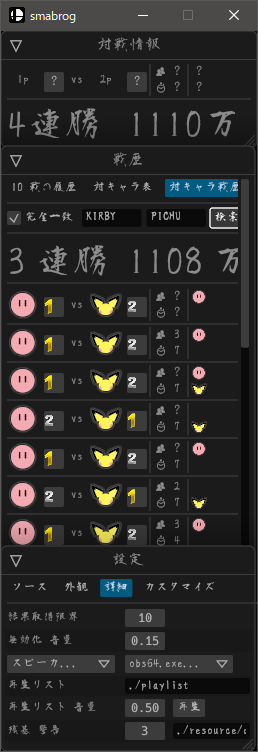 smabrog
▽ 対戦情報
1p ? vs 2p ? ? ?
? ?
4連勝 1110万
▽ 戦歴
10 戦の履歴 対キャラ表 対キャラ戦歴
完全一致 KIRBY PICHU 検索
3 連勝 1108 万
1 vs 2 ?
?
1 vs 2 3
7
1 vs 2 ?
7
2 vs 1 ?
?
1 vs 2 ?
7
2 vs 1 2
7
1 vs 2 3
4
▽ 設定
ソース 外観 詳細 カスタマイズ
結果取得限界 10
無効化 音量 0.15
スピーカ... obs64.exe...
再生リスト ./playlist
再生リスト 音量 0.50 再生
残基 警告 3 ./resource/